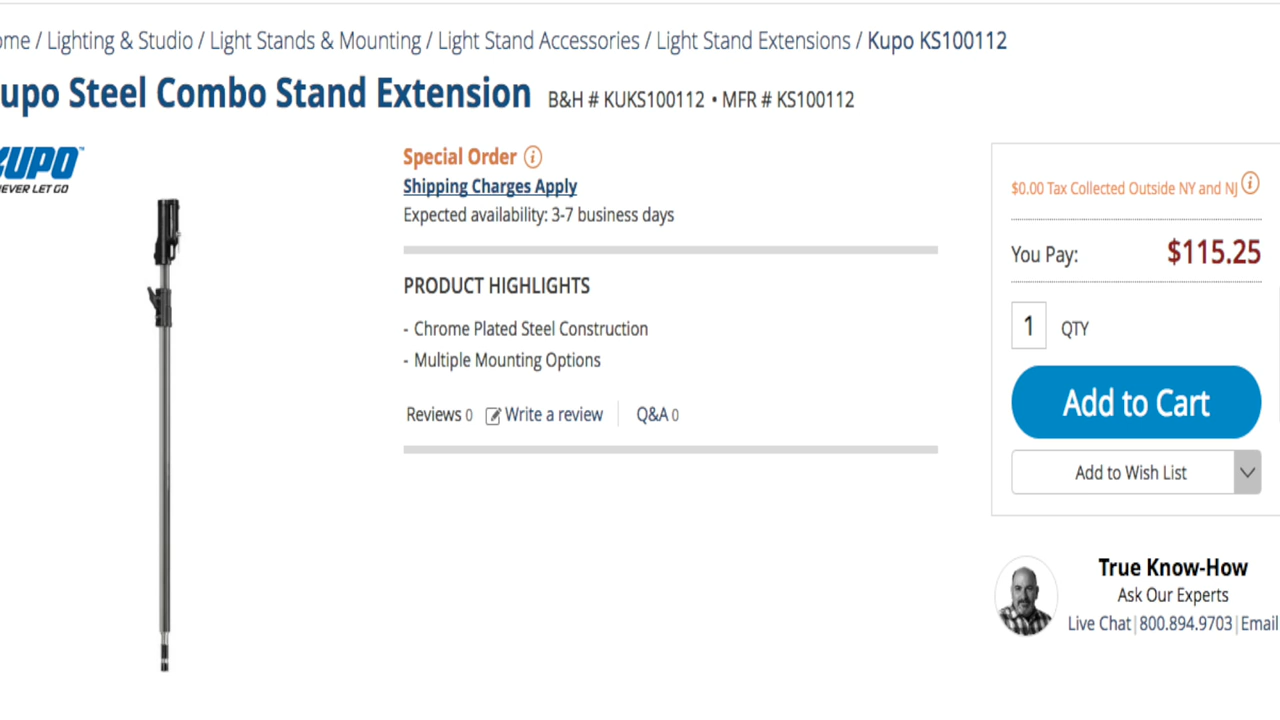 ome / Lighting & Studio / Light Stands & Mounting / Light Stand Accessories / Light Stand Extensions / Kupo KS100112
upo Steel Combo Stand Extension B&H # KUKS100112 • MFR # KS100112
KUPO™
NEVER LET GO
Special Order
Shipping Charges Apply
Expected availability: 3-7 business days
PRODUCT HIGHLIGHTS
- Chrome Plated Steel Construction
- Multiple Mounting Options
Reviews 0 Write a review Q&A 0
$0.00 Tax Collected Outside NY and NJ
You Pay: $115.25
1 QTY
Add to Cart
Add to Wish List
True Know-How
Ask Our Experts
Live Chat | 800.894.9703 | Email